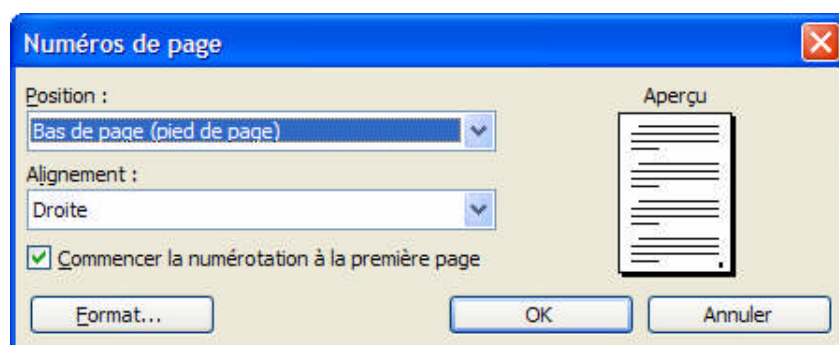 Numéros de page
Position :
Aperçu
Bas de page (pied de page)
Alignement :
Droite
Commencer la numérotation à la première page
Format...
OK
Annuler